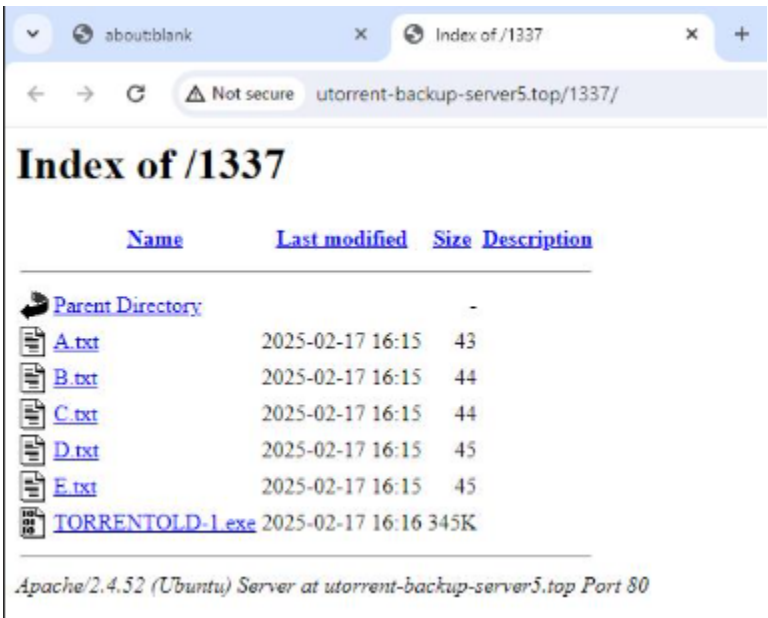 about:blank
Index of /1337
Not secure utorrent-backup-server5.top/1337/
Index of /1337
Name Last modified Size Description
Parent Directory -
A.txt 2025-02-17 16:15 43
B.txt 2025-02-17 16:15 44
C.txt 2025-02-17 16:15 44
D.txt 2025-02-17 16:15 45
E.txt 2025-02-17 16:15 45
TORRENTOLD-1.exe 2025-02-17 16:16 345K
Apache/2.4.52 (Ubuntu) Server at utorrent-backup-server5.top Port 80